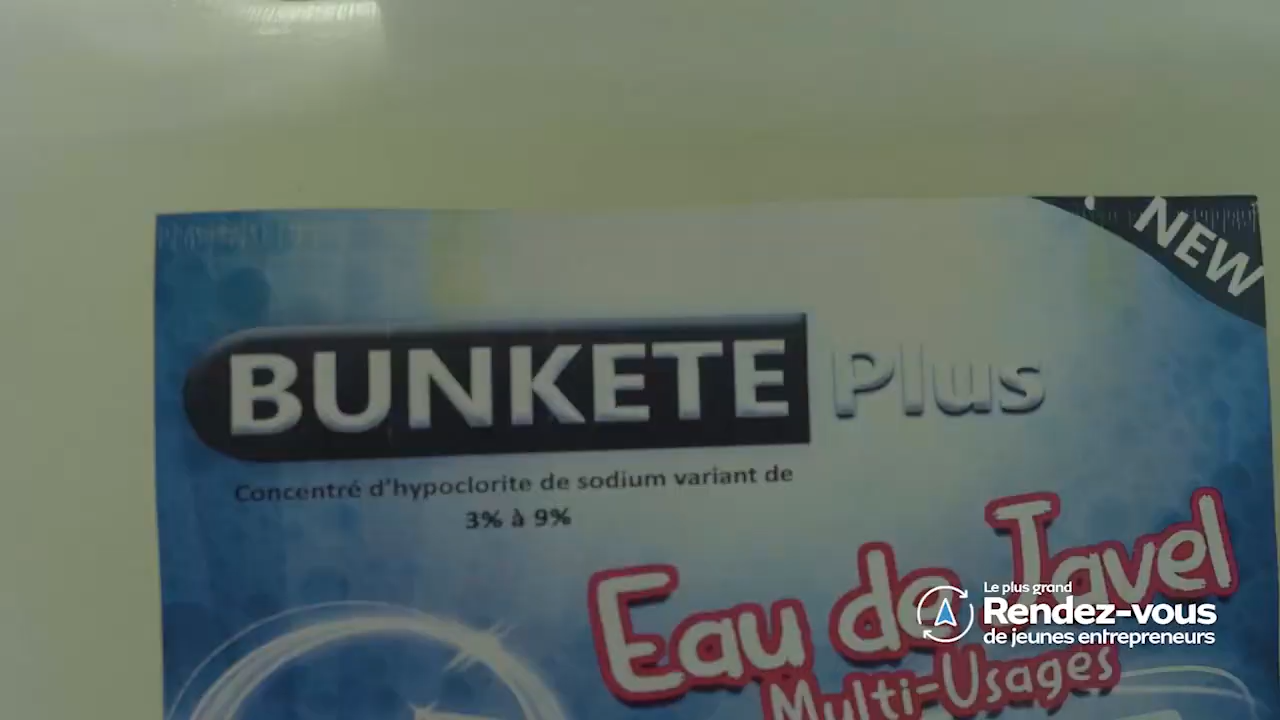 NEW
BUNKETE Plus
Concentré d'hypoclorite de sodium variant de
3% à 9%
Eau de Javel
Multi-Usages
Le plus grand
Rendez-vous
de jeunes entrepreneurs